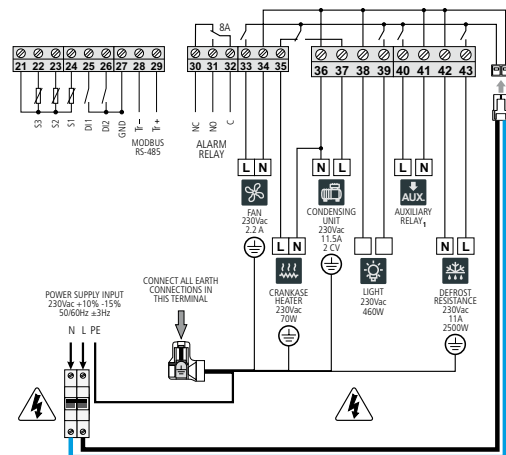 8A
21 22 23 24 25 26 27 28 29
30 31 32 33 34 35
36 37 38 39 40 41 42 43
S3
S2
S1
DI1
DI2
GND
Tr −
Tr +
MODBUS
RS-485
NC
NO
C
ALARM
RELAY
L N
FAN
230Vac
2.2 A
L N
CRANKASE
HEATER
230Vac
70W
N L
CONDENSING
UNIT
230Vac
11.5A
2 CV
LIGHT
230Vac
460W
L N
AUX.
AUXILIARY
RELAY1
N L
DEFROST
RESISTANCE
230Vac
11A
2500W
POWER SUPPLY INPUT
230Vac +10% -15%
50/60Hz ±3Hz
N L PE
CONNECT ALL EARTH
CONNECTIONS IN
THIS TERMINAL